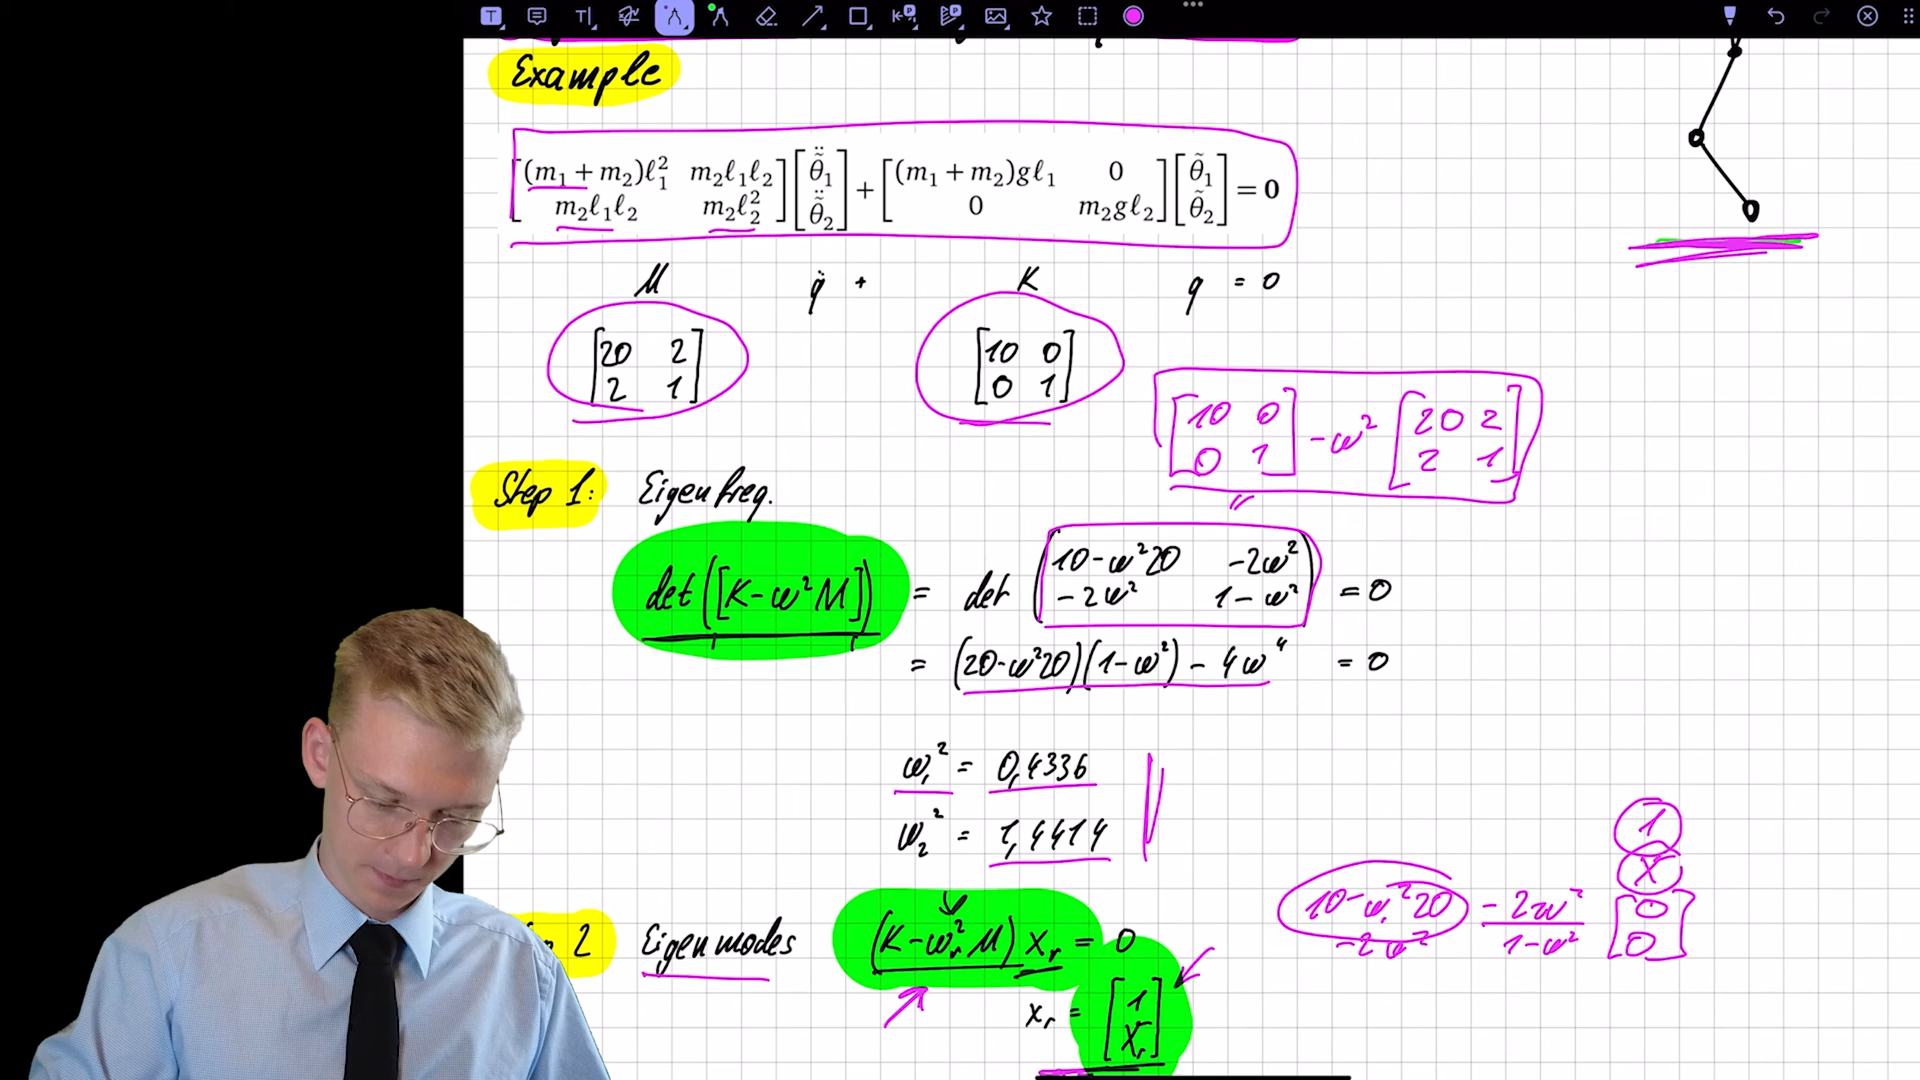 Example
[(m₁ + m₂)ℓ₁² m₂ℓ₁ℓ₂] [θ̃̈₁] + [(m₁ + m₂)gℓ₁ 0] [θ̃₁] = 0
[m₂ℓ₁ℓ₂ m₂ℓ₂²] [θ̃̈₂] [0 m₂gℓ₂] [θ̃₂]
M q̈ + K q = 0
[20 2] [10 0]
[2 1] [0 1]
[10 0] - ω² [20 2]
[0 1] [2 1]
Step 1: Eigenfreq.
det([K-ω²M]) = det (10-ω²20 -2ω²) = 0
(-2ω² 1-ω²)
= (20-ω²20)(1-ω²) - 4ω⁴ = 0
ω₁² = 0,4336
ω₂² = 1,4414
1
X
10-ω₁²20 -2ω² [0]
-2ω² 1-ω² [0]
2 Eigenmodes (K-ωᵣ²M) Xᵣ = 0
xᵣ = [1]
[Xᵣ]